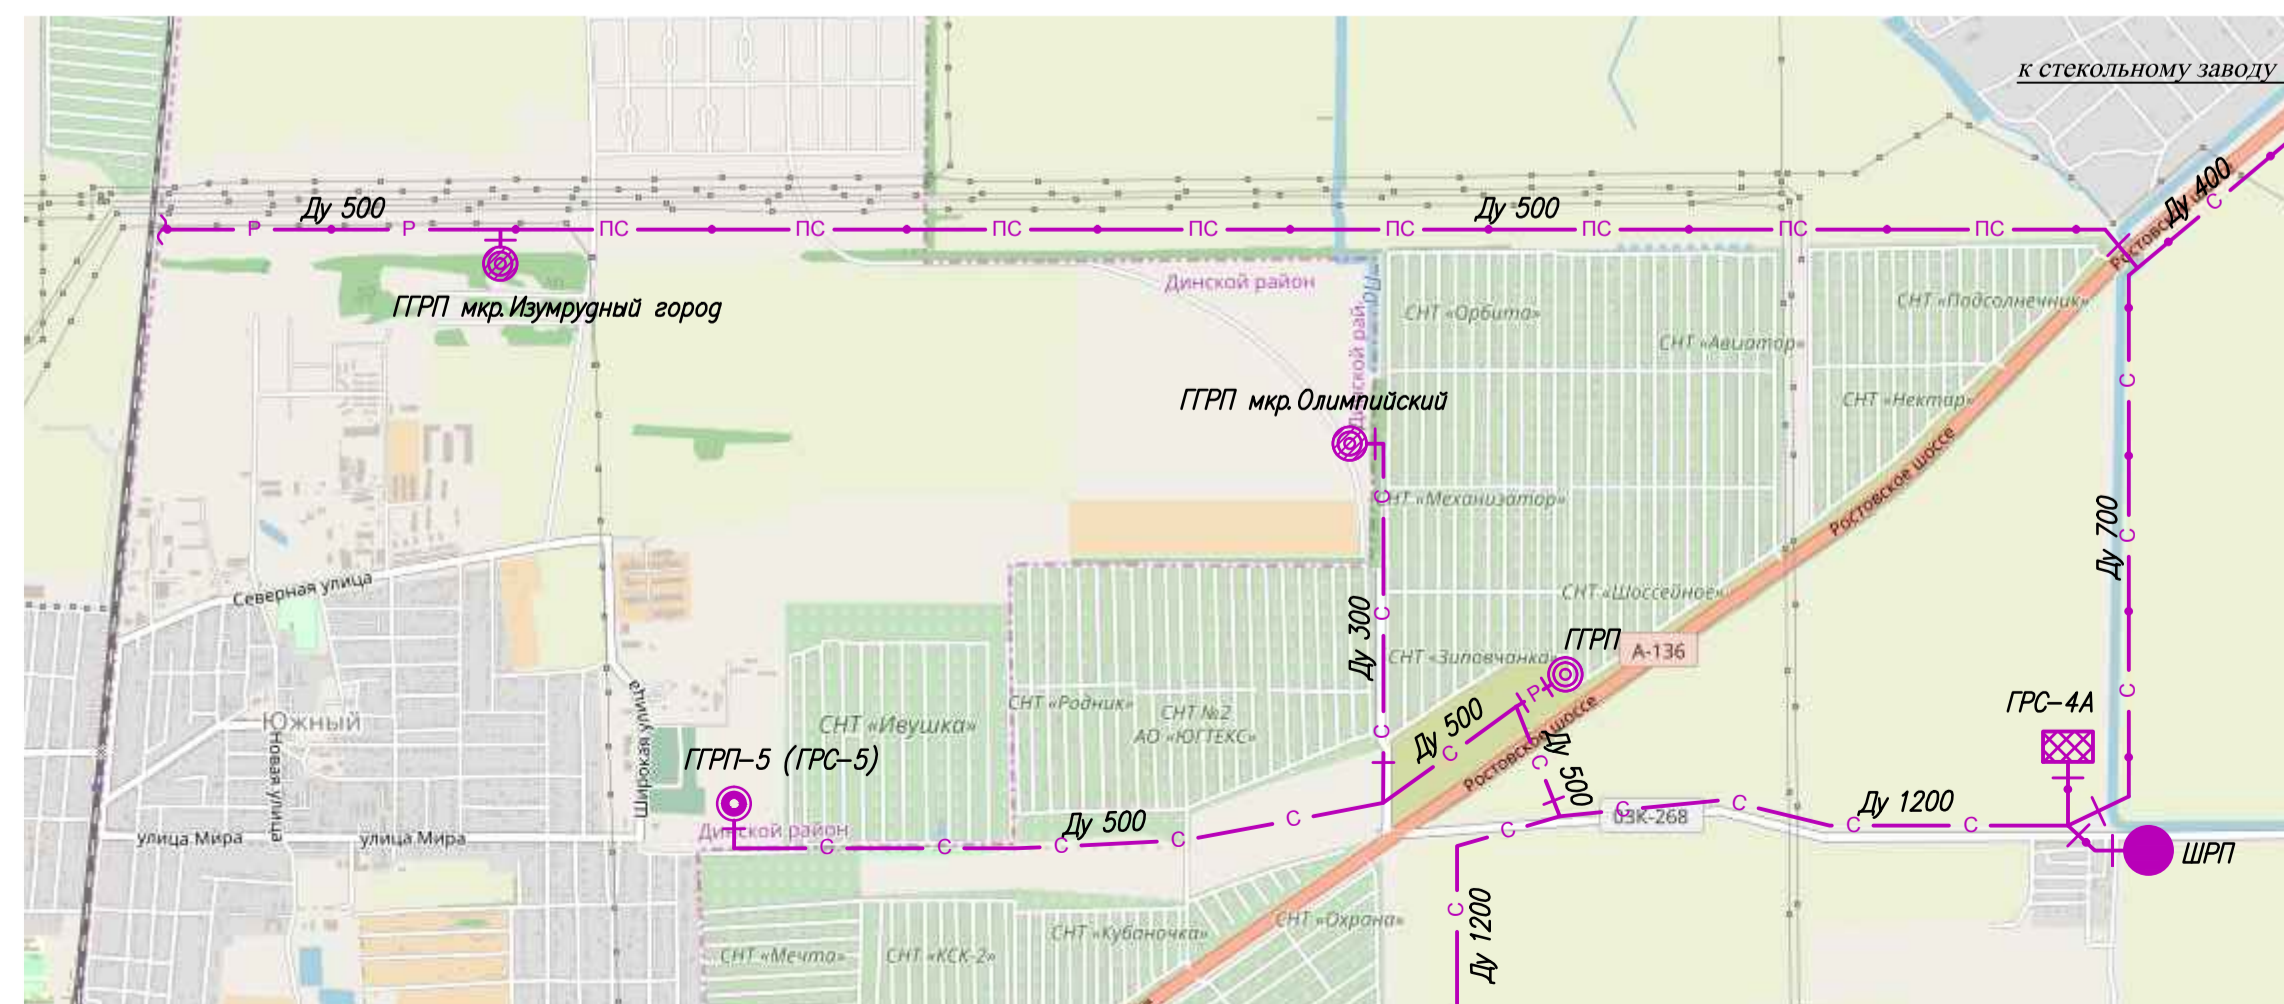 к стекольному заводу
Ду 400
Ду 500
Ду 500
Р
Р
ПС
ПС
ПС
ПС
ПС
ПС
ПС
ПС
С
ГГРП мкр. Изумрудный город
Динской район
СНТ «Орбита»
СНТ «Подсолнечник»
СНТ «Авиатор»
С
ГГРП мкр. Олимпийский
СНТ «Нектар»
Ростовское шоссе
С
СНТ «Механизатор»
Ду 700
С
Северная улица
СНТ «Шоссейное»
Ду 300
С
ГГРП
А-136
СНТ «Зиповчанка»
Р
С
СНТ «Родник»
СНТ №2
АО «ЮГТЕКС»
СНТ «Ивушка»
Южный
Новая улица
Широкая улица
ГГРП-5 (ГРС-5)
С
Ду 500
С
Ростовское шоссе
С
Ду 500
ГРС-4А
Динской район
улица Мира
улица Мира
С
С
С
Ду 500
С
С
С
С
03К-268
С
С
Ду 1200
С
С
ШРП
С
Ду 1200
СНТ «Мечта»
СНТ «КСК-2»
СНТ «Кубаночка»
СНТ «Охрана»